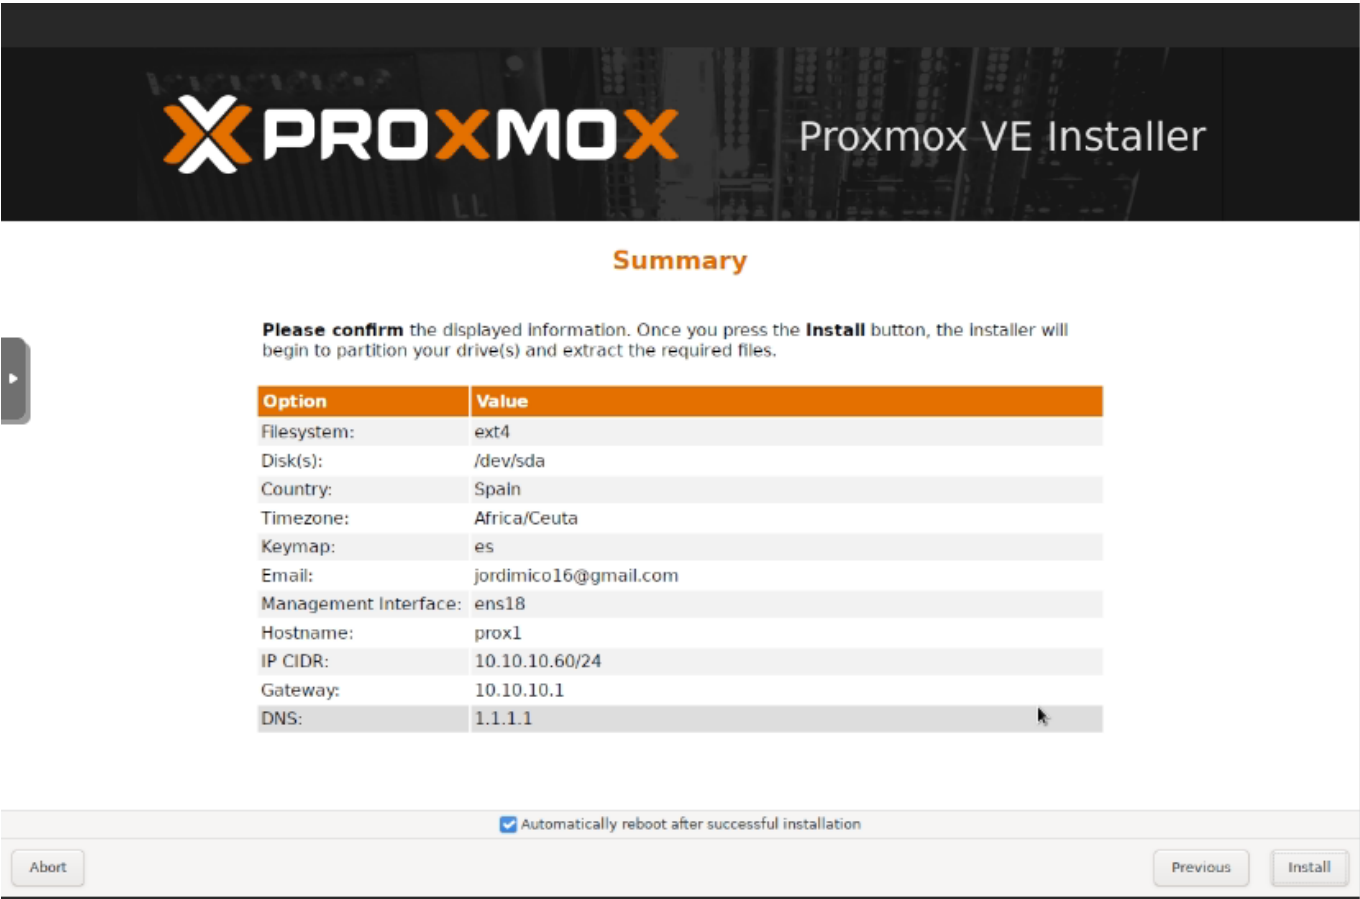 PROXMOX
Proxmox VE Installer
Summary
Please confirm the displayed information. Once you press the Install button, the installer will
begin to partition your drive(s) and extract the required files.
Option Value
Filesystem: ext4
Disk(s): /dev/sda
Country: Spain
Timezone: Africa/Ceuta
Keymap: es
Email: jordimico16@gmail.com
Management Interface: ens18
Hostname: prox1
IP CIDR: 10.10.10.60/24
Gateway: 10.10.10.1
DNS: 1.1.1.1
Automatically reboot after successful installation
Abort Previous Install